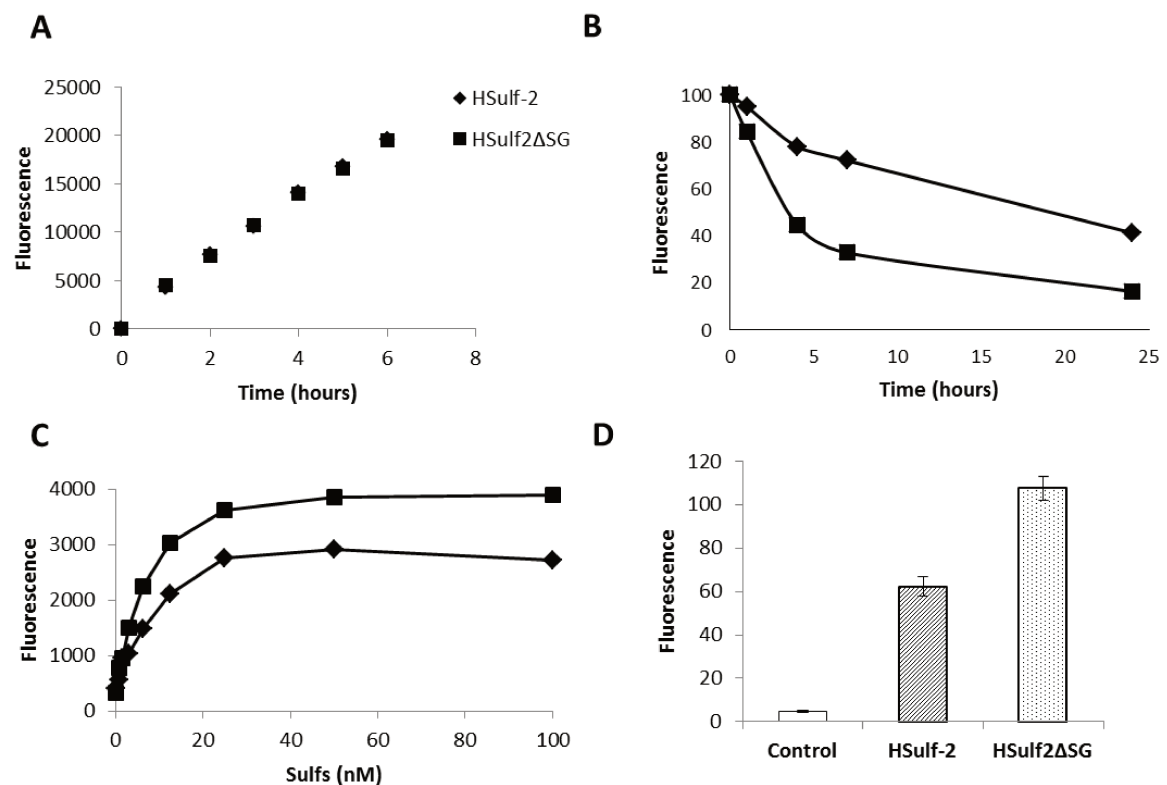 A
25000
20000
15000
10000
5000
0
Fluorescence
0 2 4 6 8
Time (hours)
HSulf-2
HSulf2ΔSG
B
100
80
60
40
20
0
Fluorescence
0 5 10 15 20 25
Time (hours)
C
4000
3000
2000
1000
0
Fluorescence
0 20 40 60 80 100
Sulfs (nM)
D
120
100
80
60
40
20
0
Fluorescence
Control HSulf-2 HSulf2ΔSG